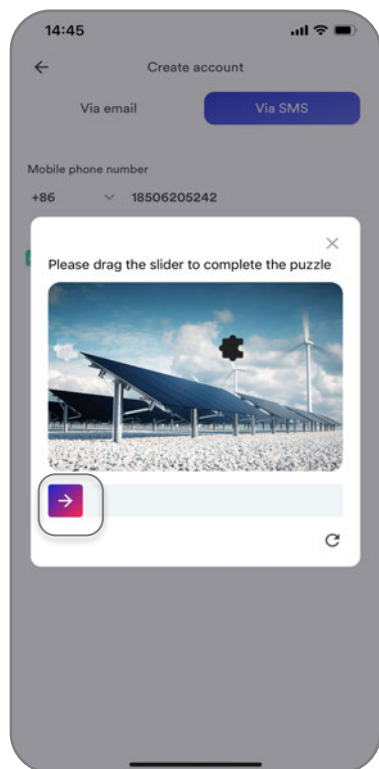 14:45
Create account
Via email
Via SMS
Mobile phone number
+86 18506205242
Please drag the slider to complete the puzzle